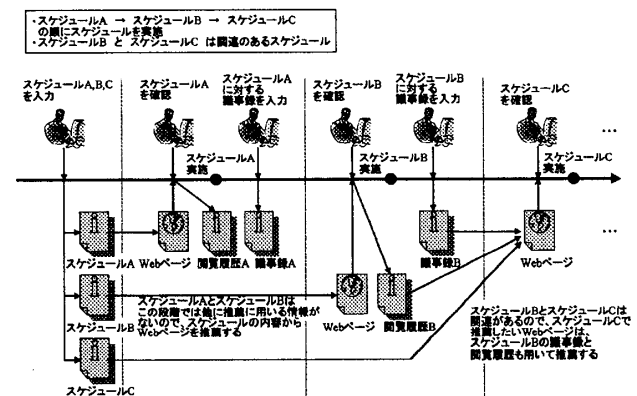 ・スケジュールA → スケジュールB → スケジュールC
の順にスケジュールを実施
・スケジュールB と スケジュールC は関連のあるスケジュール
スケジュールA,B,C
を入力
スケジュールA
を確認
スケジュールA
に対する
議事録を入力
スケジュールB
を確認
スケジュールB
に対する
議事録を入力
スケジュールC
を確認
…
スケジュールA
実施
スケジュールB
実施
スケジュールC
実施
スケジュールA
Webページ
閲覧履歴A
議事録A
議事録B
Webページ
…
スケジュールB
スケジュールAとスケジュールBは
この段階では他に推薦に用いる情報が
ないので、スケジュールの内容から
Webページを推薦する
Webページ
閲覧履歴B
スケジュールBとスケジュールCは
関連があるので、スケジュールCで
推薦したいWebページは、
スケジュールBの議事録と
閲覧履歴も用いて推薦する
スケジュールC